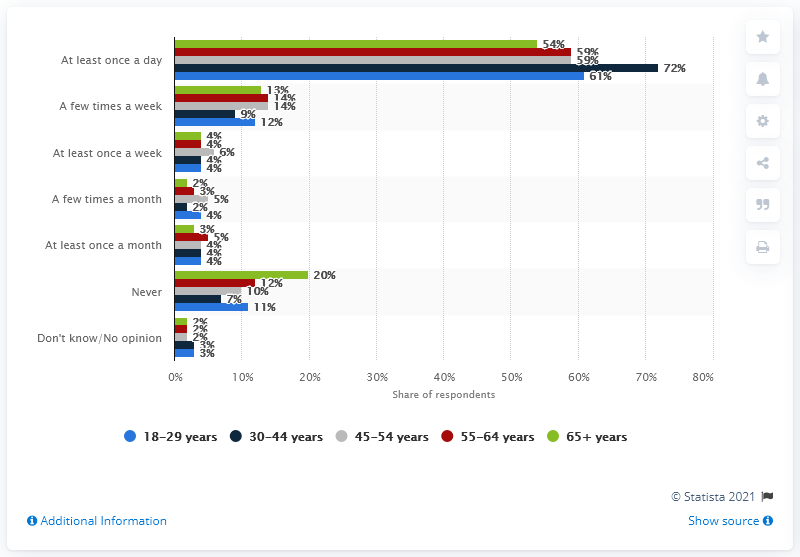 At least once a day
54%
59%
59%
72%
61%
A few times a week
13%
14%
14%
9%
12%
At least once a week
4%
4%
6%
4%
4%
A few times a month
2%
3%
5%
2%
4%
At least once a month
3%
5%
4%
4%
4%
Never
20%
12%
10%
7%
11%
Don't know/No opinion
2%
2%
2%
3%
3%
0% 10% 20% 30% 40% 50% 60% 70% 80%
Share of respondents
18-29 years 30-44 years 45-54 years 55-64 years 65+ years
© Statista 2021
Additional Information Show source